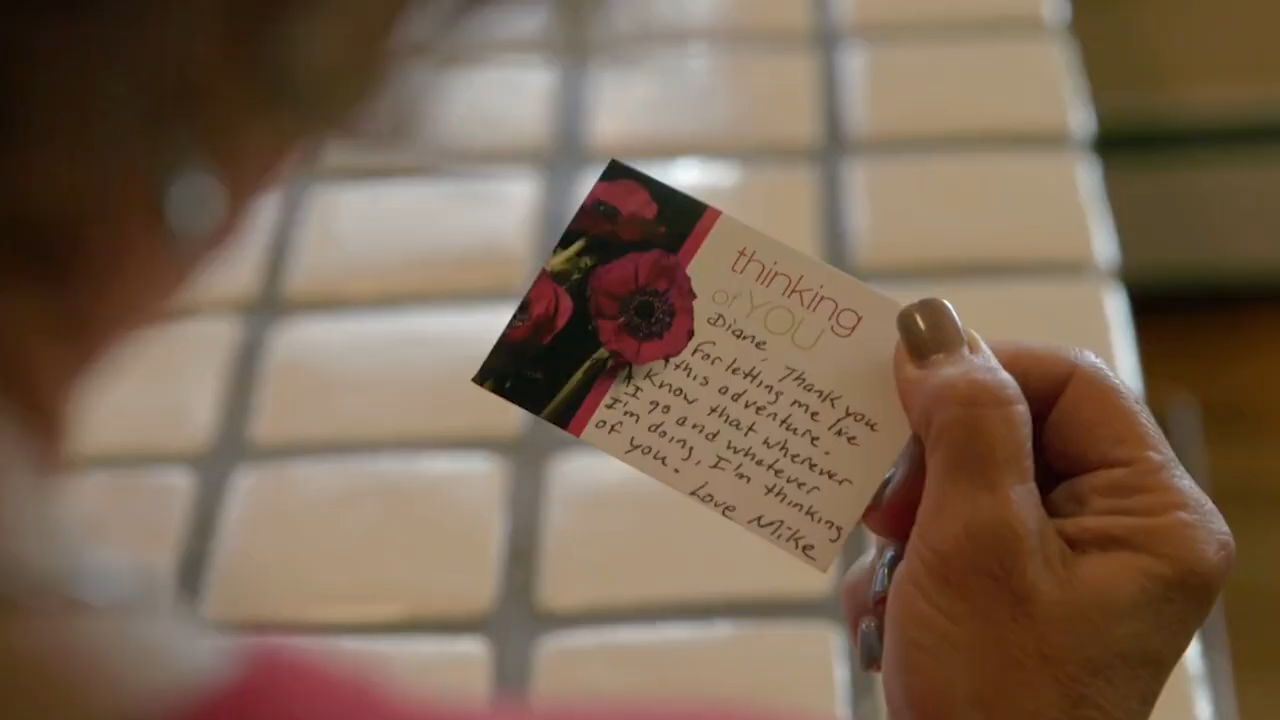 thinking
of YOU
Diane,
Thank you
For letting me live
this adventure.
Know that wherever
I go and whatever
I'm doing, I'm thinking
of you.
Love Mike